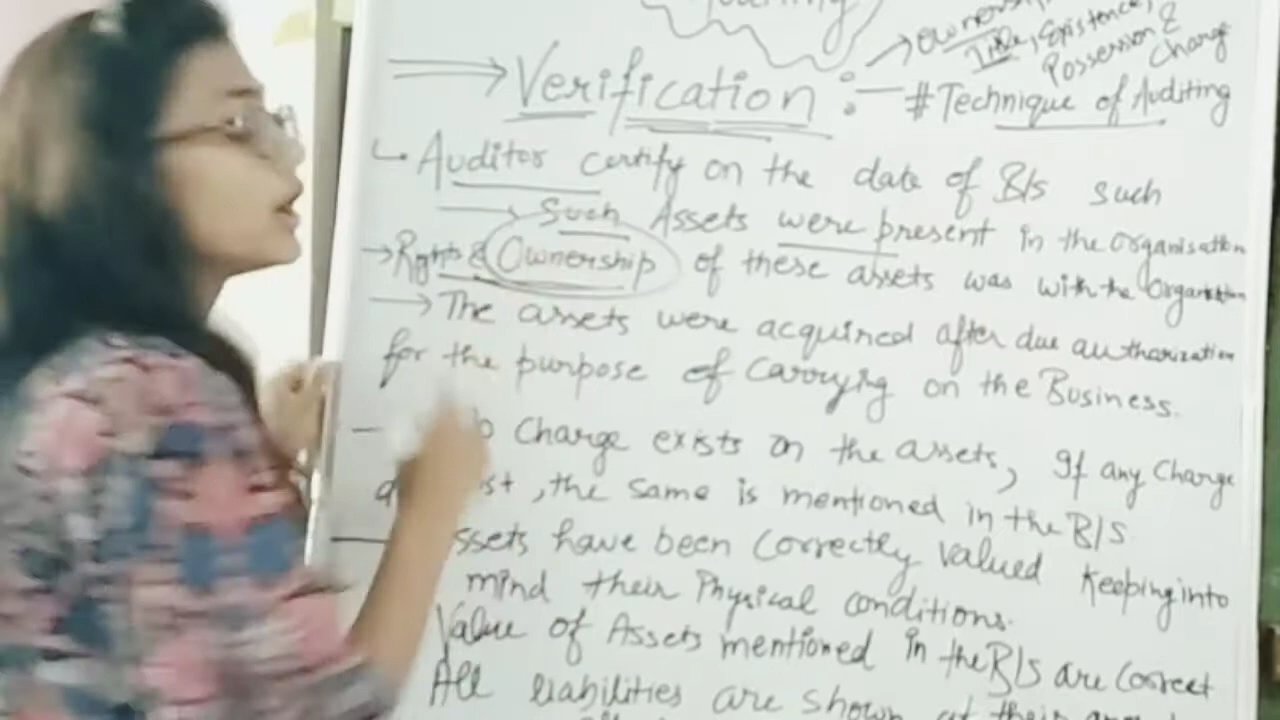 → Ownership,
Title, Existence,
Possession &
Charge
Verification :- # Technique of Auditing
Auditor certify on the date of B/s such
→ Such Assets were present in the organisation
→ Rights & Ownership of these assets was with the Organisation
→ The assets were acquired after due authorization
for the purpose of Carrying on the Business.
Charge exists on the assets, If any Charge
, the same is mentioned in the B/S
have been correctly valued keeping into
mind their Physical conditions.
Value of Assets mentioned in the B/s are Correct
All liabilities are shown at their